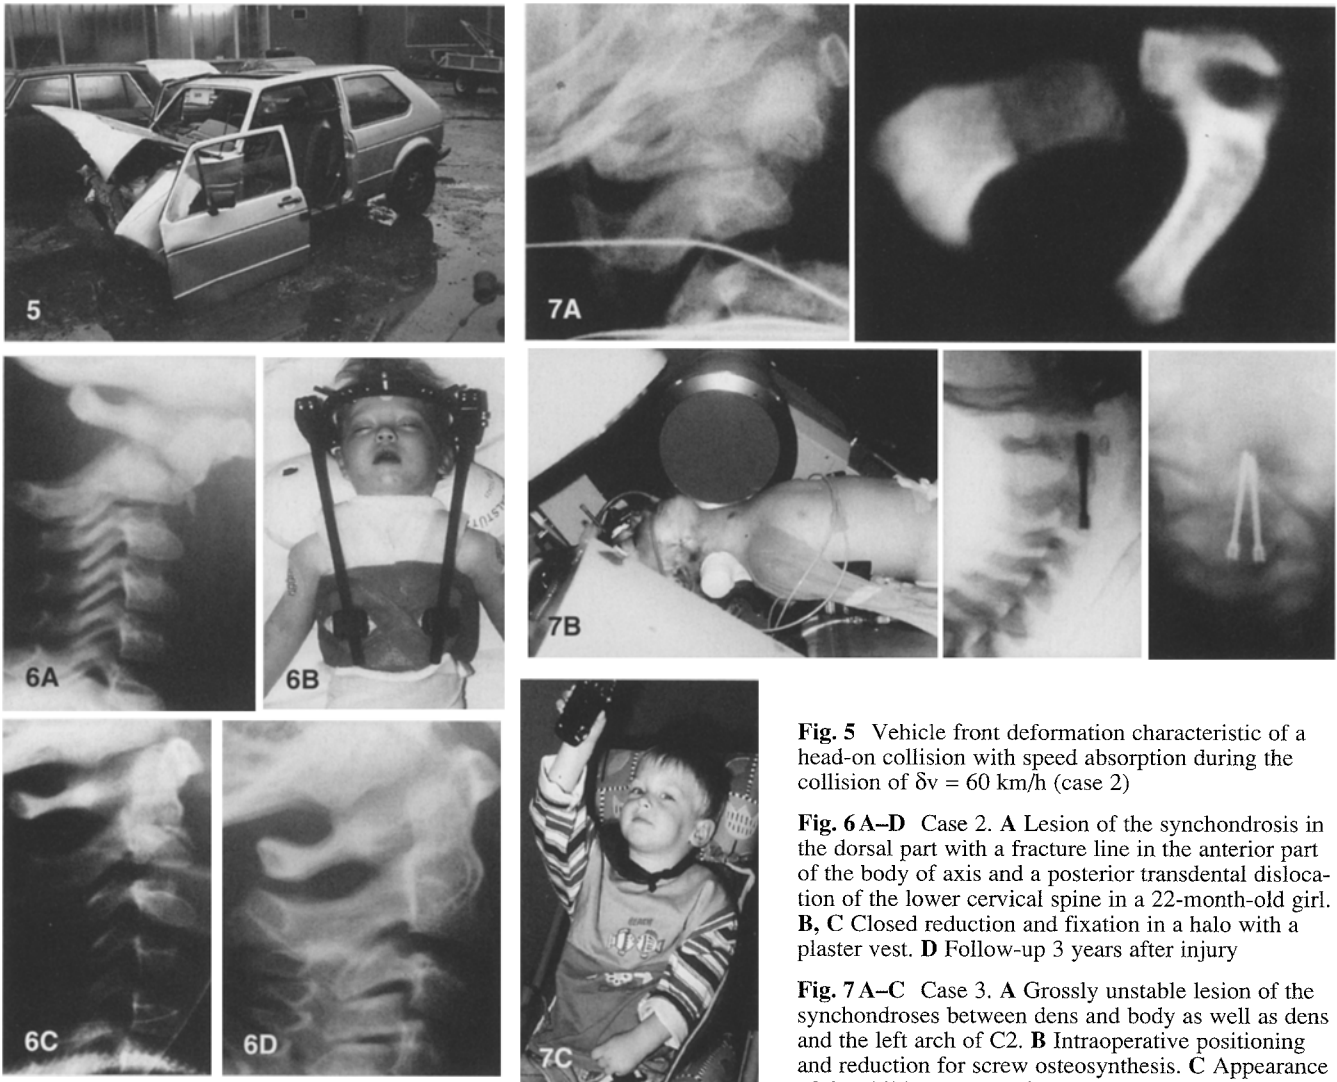 5
7A
6A
6B
7B
6C
6D
7C
Fig. 5 Vehicle front deformation characteristic of a
head-on collision with speed absorption during the
collision of δv = 60 km/h (case 2)
Fig. 6 A–D Case 2. A Lesion of the synchondrosis in
the dorsal part with a fracture line in the anterior part
of the body of axis and a posterior transdental disloca-
tion of the lower cervical spine in a 22-month-old girl.
B, C Closed reduction and fixation in a halo with a
plaster vest. D Follow-up 3 years after injury
Fig. 7 A–C Case 3. A Grossly unstable lesion of the
synchondroses between dens and body as well as dens
and the left arch of C2. B Intraoperative positioning
and reduction for screw osteosynthesis. C Appearance